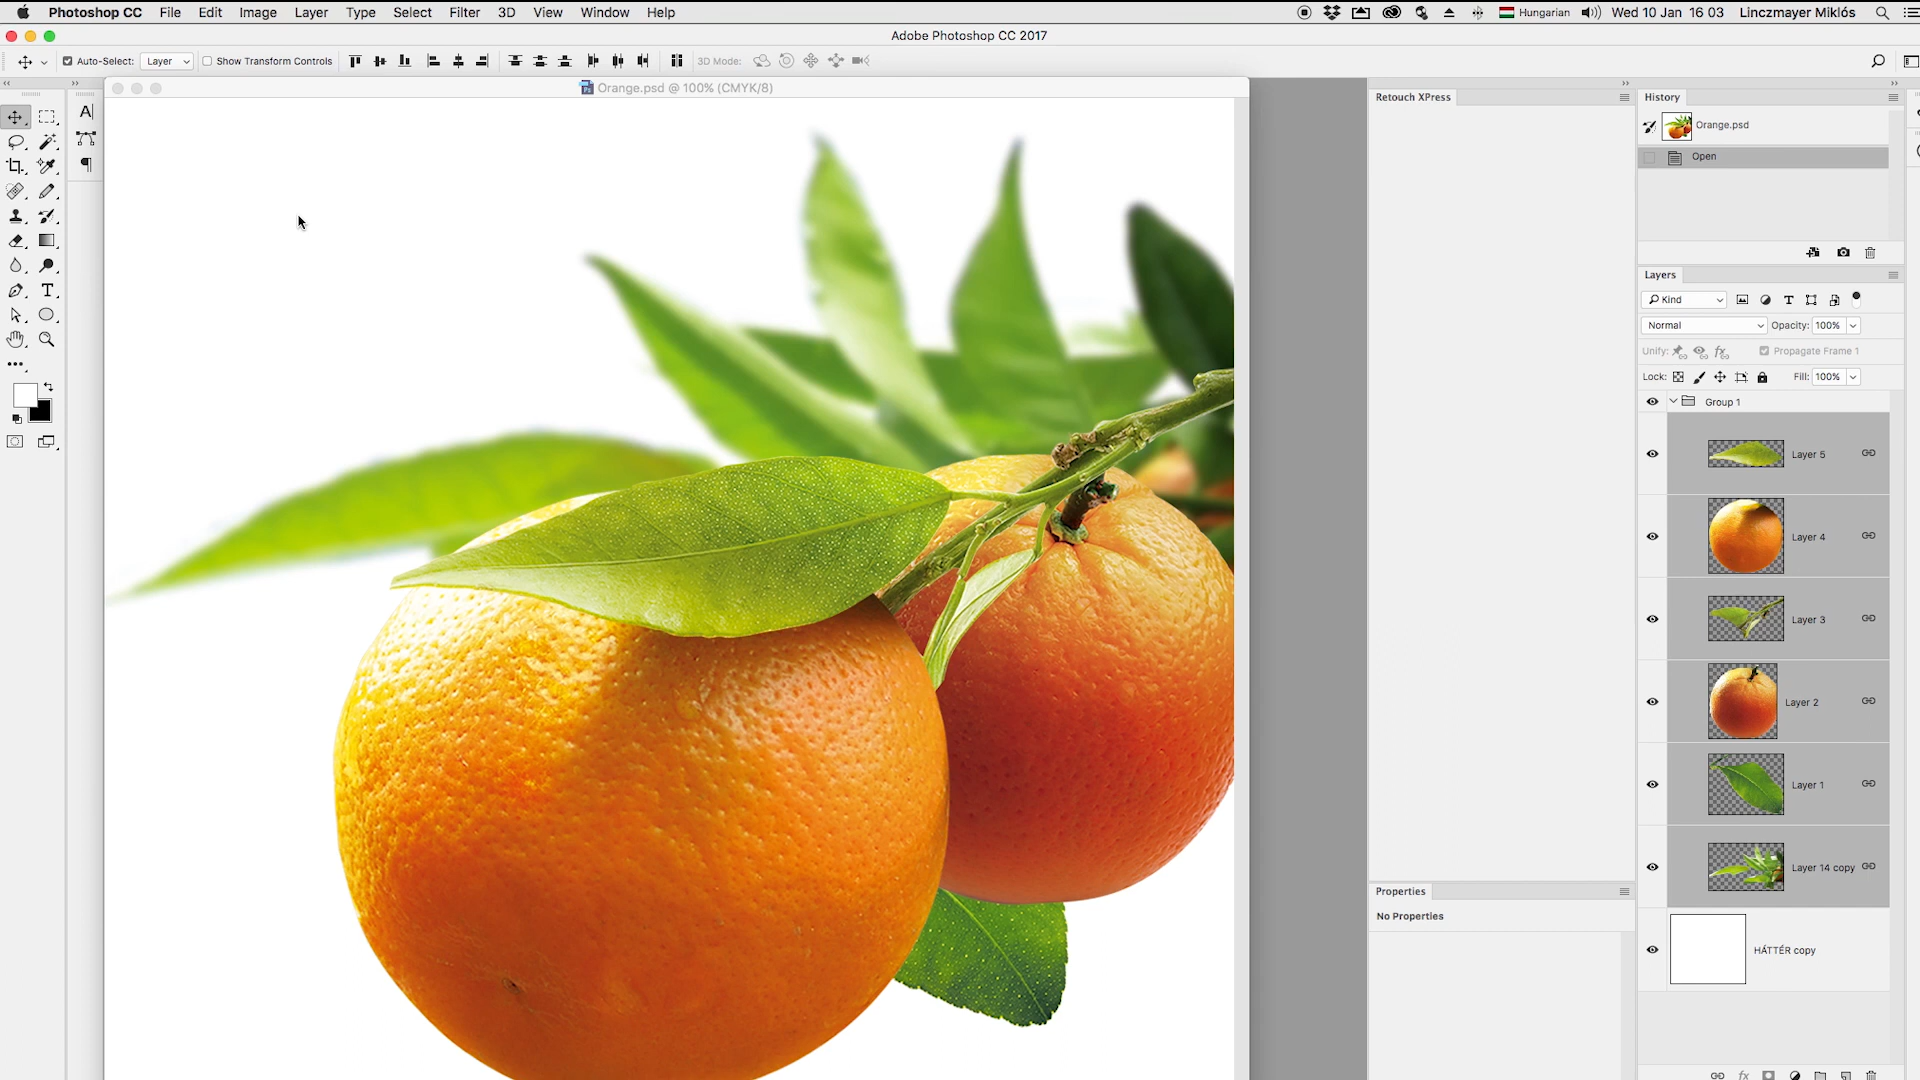 Photoshop CC File Edit Image Layer Type Select Filter 3D View Window Help Hungarian Wed 10 Jan 16 03 Linczmayer Miklós
Adobe Photoshop CC 2017
Auto-Select: Layer Show Transform Controls 3D Mode:
Orange.psd @ 100% (CMYK/8)
Retouch XPress
History
Orange.psd
Open
Layers
Kind
Normal Opacity: 100%
Unify: Propagate Frame 1
Lock: Fill: 100%
Group 1
Layer 5
Layer 4
Layer 3
Layer 2
Layer 1
Layer 14 copy
HÁTTÉR copy
Properties
No Properties